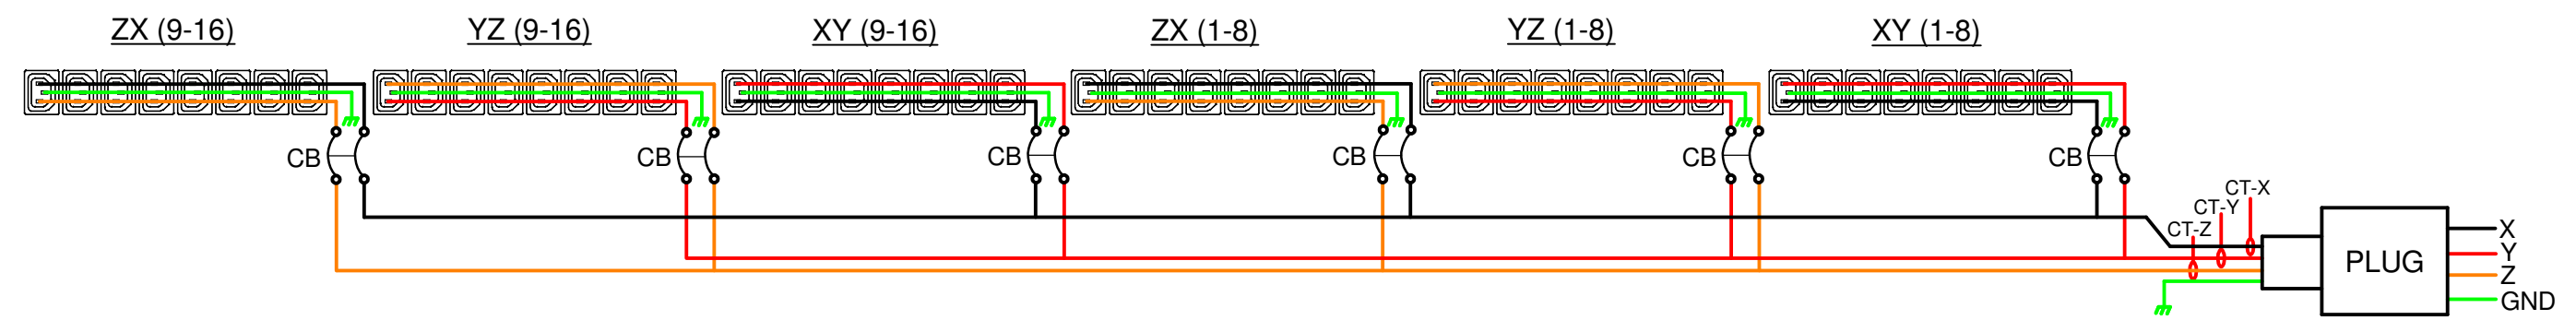 ZX (9-16)
YZ (9-16)
XY (9-16)
ZX (1-8)
YZ (1-8)
XY (1-8)
CB
CB
CB
CB
CB
CB
CT-X
CT-Y
CT-Z
PLUG
X
Y
Z
GND